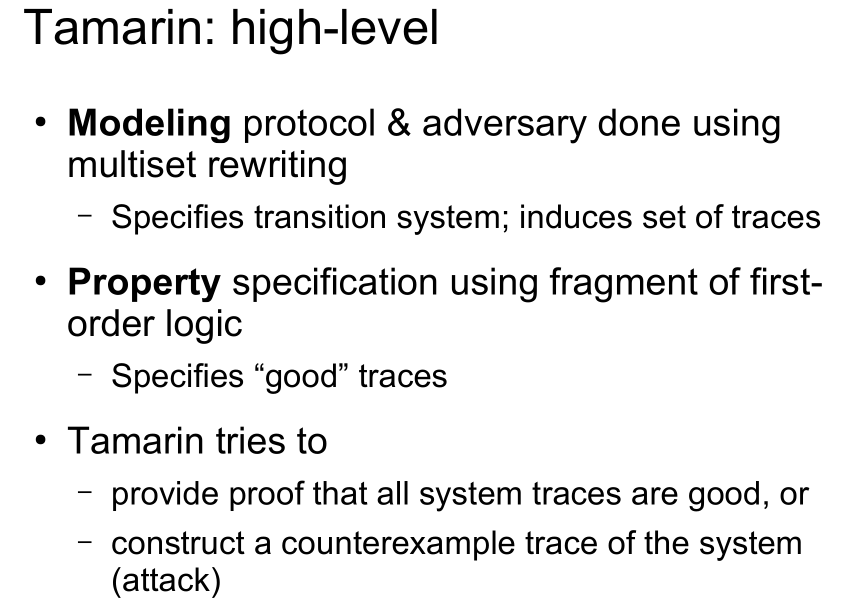 Tamarin: high-level
• Modeling protocol & adversary done using
multiset rewriting
– Specifies transition system; induces set of traces
• Property specification using fragment of first-
order logic
– Specifies “good” traces
• Tamarin tries to
– provide proof that all system traces are good, or
– construct a counterexample trace of the system
(attack)